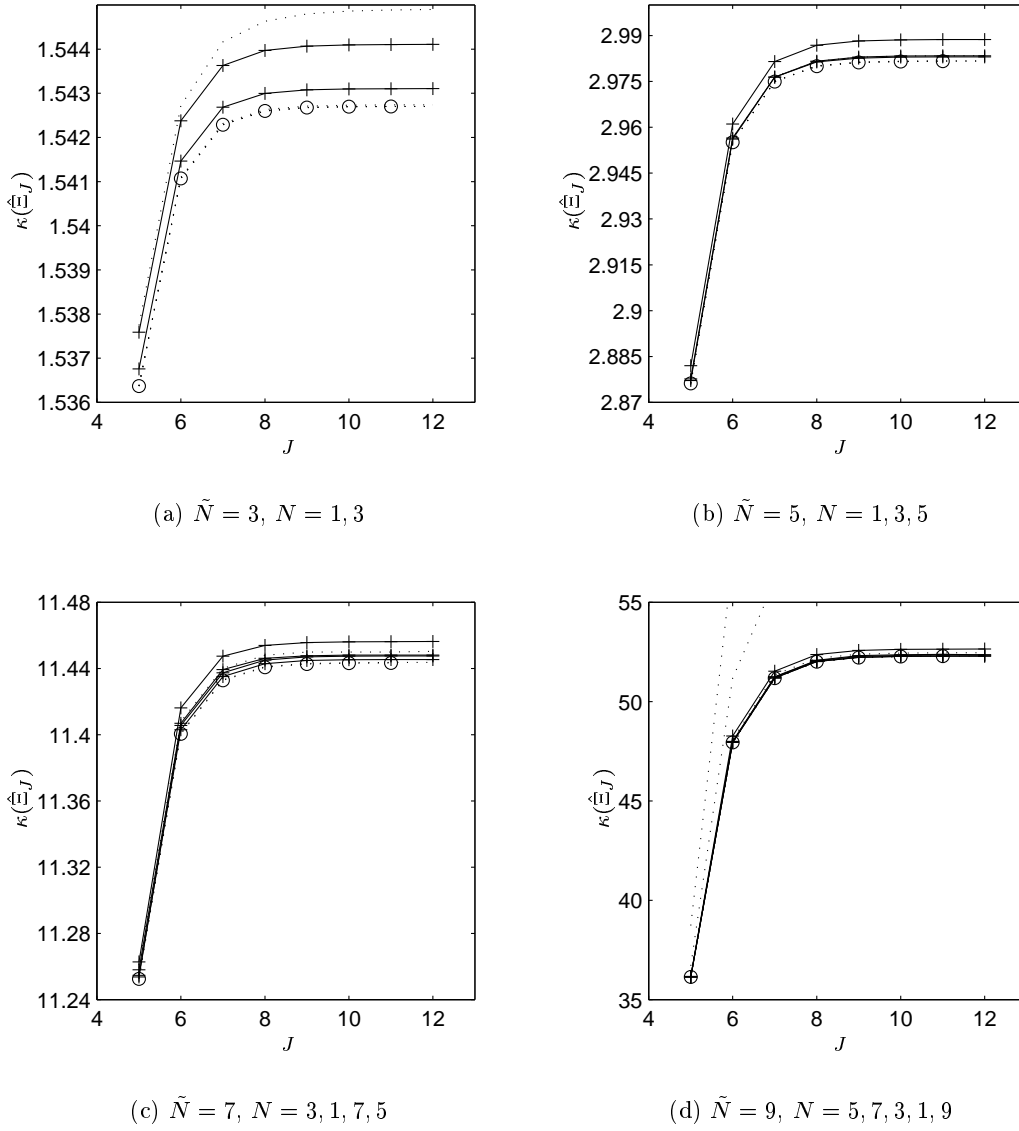 1.544
1.543
1.542
1.541
1.54
1.539
1.538
1.537
1.536
κ(Ξ̂_J)
4 6 8 10 12
J
(a) Ñ = 3, N = 1, 3
2.99
2.975
2.96
2.945
2.93
2.915
2.9
2.885
2.87
κ(Ξ̂_J)
4 6 8 10 12
J
(b) Ñ = 5, N = 1, 3, 5
11.48
11.44
11.4
11.36
11.32
11.28
11.24
κ(Ξ̂_J)
4 6 8 10 12
J
(c) Ñ = 7, N = 3, 1, 7, 5
55
50
45
40
35
κ(Ξ̂_J)
4 6 8 10 12
J
(d) Ñ = 9, N = 5, 7, 3, 1, 9